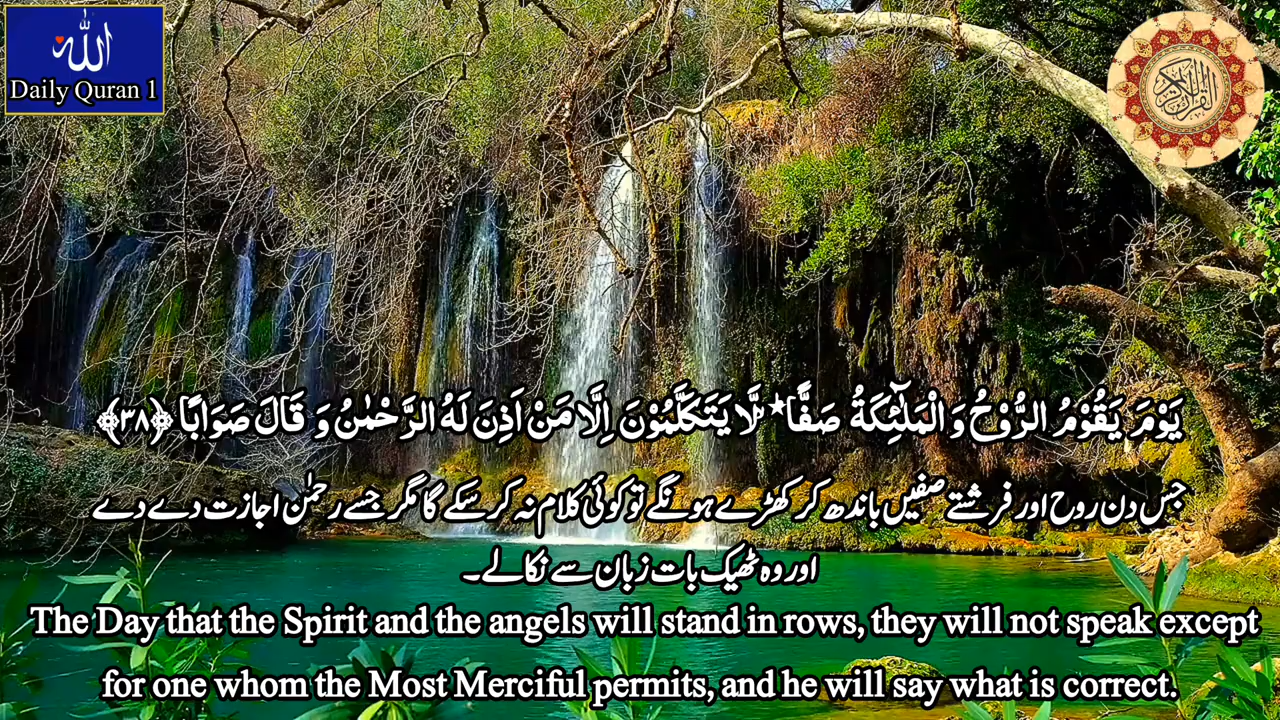 الله
Daily Quran 1
القرآن الكريم
يَوْمَ يَقُوْمُ الرُّوْحُ وَ الْمَلٰٓئِكَةُ صَفًّا ۙۗ لَّا يَتَكَلَّمُوْنَ اِلَّا مَنْ اَذِنَ لَهُ الرَّحْمٰنُ وَ قَالَ صَوَابًا ﴿۳۸﴾
جس دن روح اور فرشتے صفیں باندھ کر کھڑے ہونگے تو کوئی کلام نہ کر سکے گا مگر جسے رحمٰن اجازت دے دے
اور وہ ٹھیک بات زبان سے نکالے۔
The Day that the Spirit and the angels will stand in rows, they will not speak except
for one whom the Most Merciful permits, and he will say what is correct.